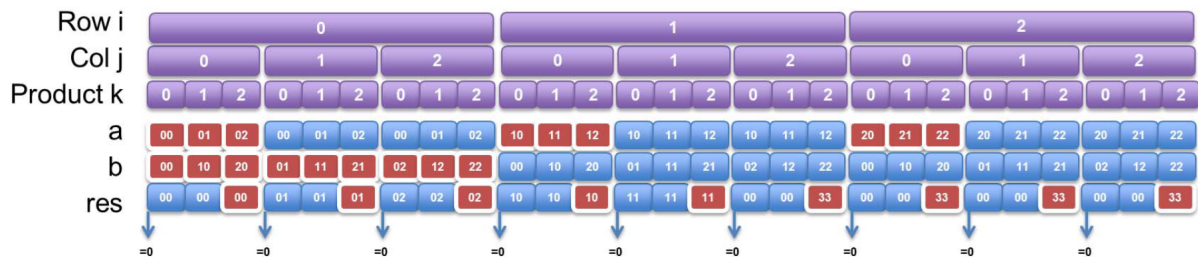 Row i 0 1 2
Col j 0 1 2 0 1 2 0 1 2
Product k 0 1 2 0 1 2 0 1 2 0 1 2 0 1 2 0 1 2 0 1 2 0 1 2 0 1 2
a 00 01 02 00 01 02 00 01 02 10 11 12 10 11 12 10 11 12 20 21 22 20 21 22 20 21 22
b 00 10 20 01 11 21 02 12 22 00 10 20 01 11 21 02 12 22 00 10 20 01 11 21 02 12 22
res 00 00 00 01 01 01 02 02 02 10 10 10 11 11 11 00 00 33 00 00 33 00 00 33 00 00 33
=0 =0 =0 =0 =0 =0 =0 =0 =0